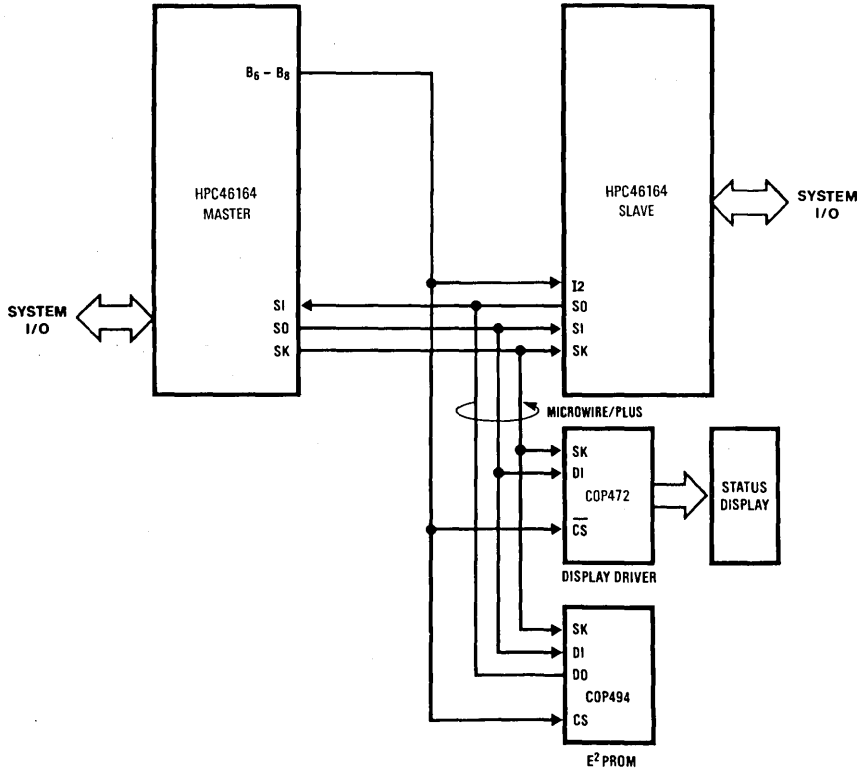 B6 – B8
HPC46164
MASTER
HPC46164
SLAVE
SYSTEM
I/O
I2
SI
SO
SYSTEM
I/O
SO
SI
SK
SK
MICROWIRE/PLUS
SK
DI
COP472
STATUS
DISPLAY
CS
DISPLAY DRIVER
SK
DI
DO
COP494
CS
E² PROM